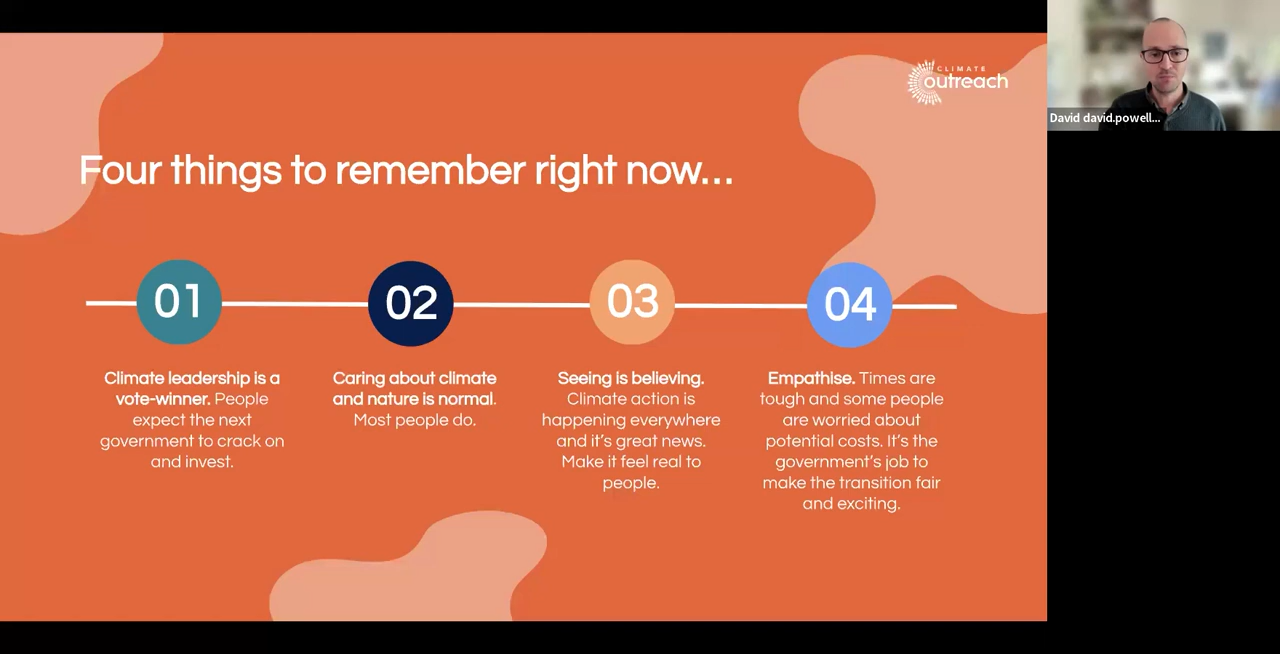 CLIMATE
outreach
David david.powell...
Four things to remember right now...
01
02
03
04
Climate leadership is a
vote-winner. People
expect the next
government to crack on
and invest.
Caring about climate
and nature is normal.
Most people do.
Seeing is believing.
Climate action is
happening everywhere
and it's great news.
Make it feel real to
people.
Empathise. Times are
tough and some people
are worried about
potential costs. It's the
government's job to
make the transition fair
and exciting.